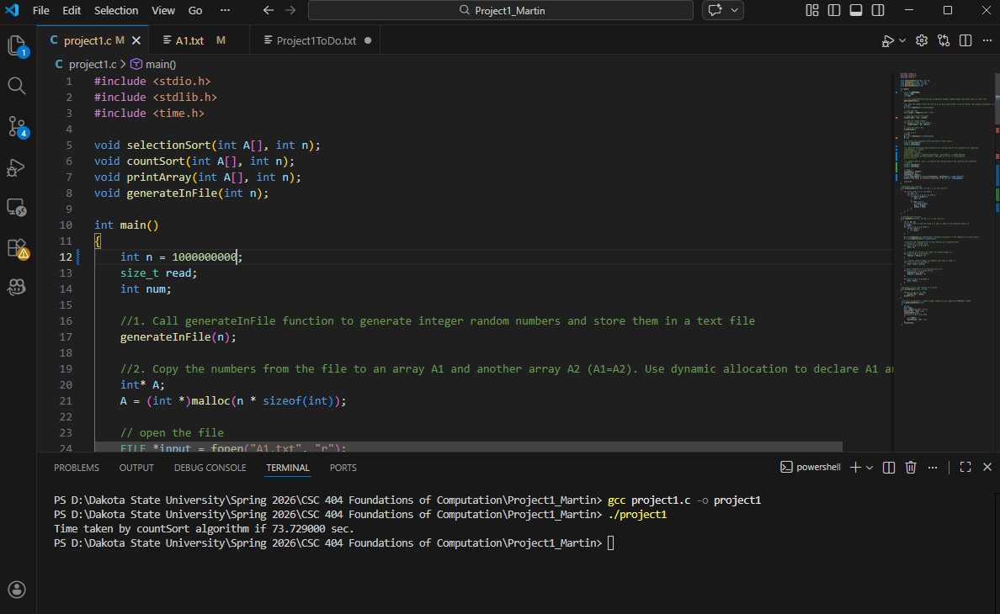 File Edit Selection View Go ··· Project1_Martin
1
4
project1.c M A1.txt M Project1ToDo.txt
project1.c > main()
1 #include <stdio.h>
2 #include <stdlib.h>
3 #include <time.h>
4
5 void selectionSort(int A[], int n);
6 void countSort(int A[], int n);
7 void printArray(int A[], int n);
8 void generateInFile(int n);
9
10 int main()
11 {
12 int n = 1000000000;
13 size_t read;
14 int num;
15
16 //1. Call generateInFile function to generate integer random numbers and store them in a text file
17 generateInFile(n);
18
19 //2. Copy the numbers from the file to an array A1 and another array A2 (A1=A2). Use dynamic allocation to declare A1 a
20 int* A;
21 A = (int *)malloc(n * sizeof(int));
22
23 // open the file
24 FILE *input = fopen("A1.txt", "r");
PROBLEMS OUTPUT DEBUG CONSOLE TERMINAL PORTS powershell
PS D:\Dakota State University\Spring 2026\CSC 404 Foundations of Computation\Project1_Martin> gcc project1.c -o project1
PS D:\Dakota State University\Spring 2026\CSC 404 Foundations of Computation\Project1_Martin> ./project1
Time taken by countSort algorithm if 73.729000 sec.
PS D:\Dakota State University\Spring 2026\CSC 404 Foundations of Computation\Project1_Martin>